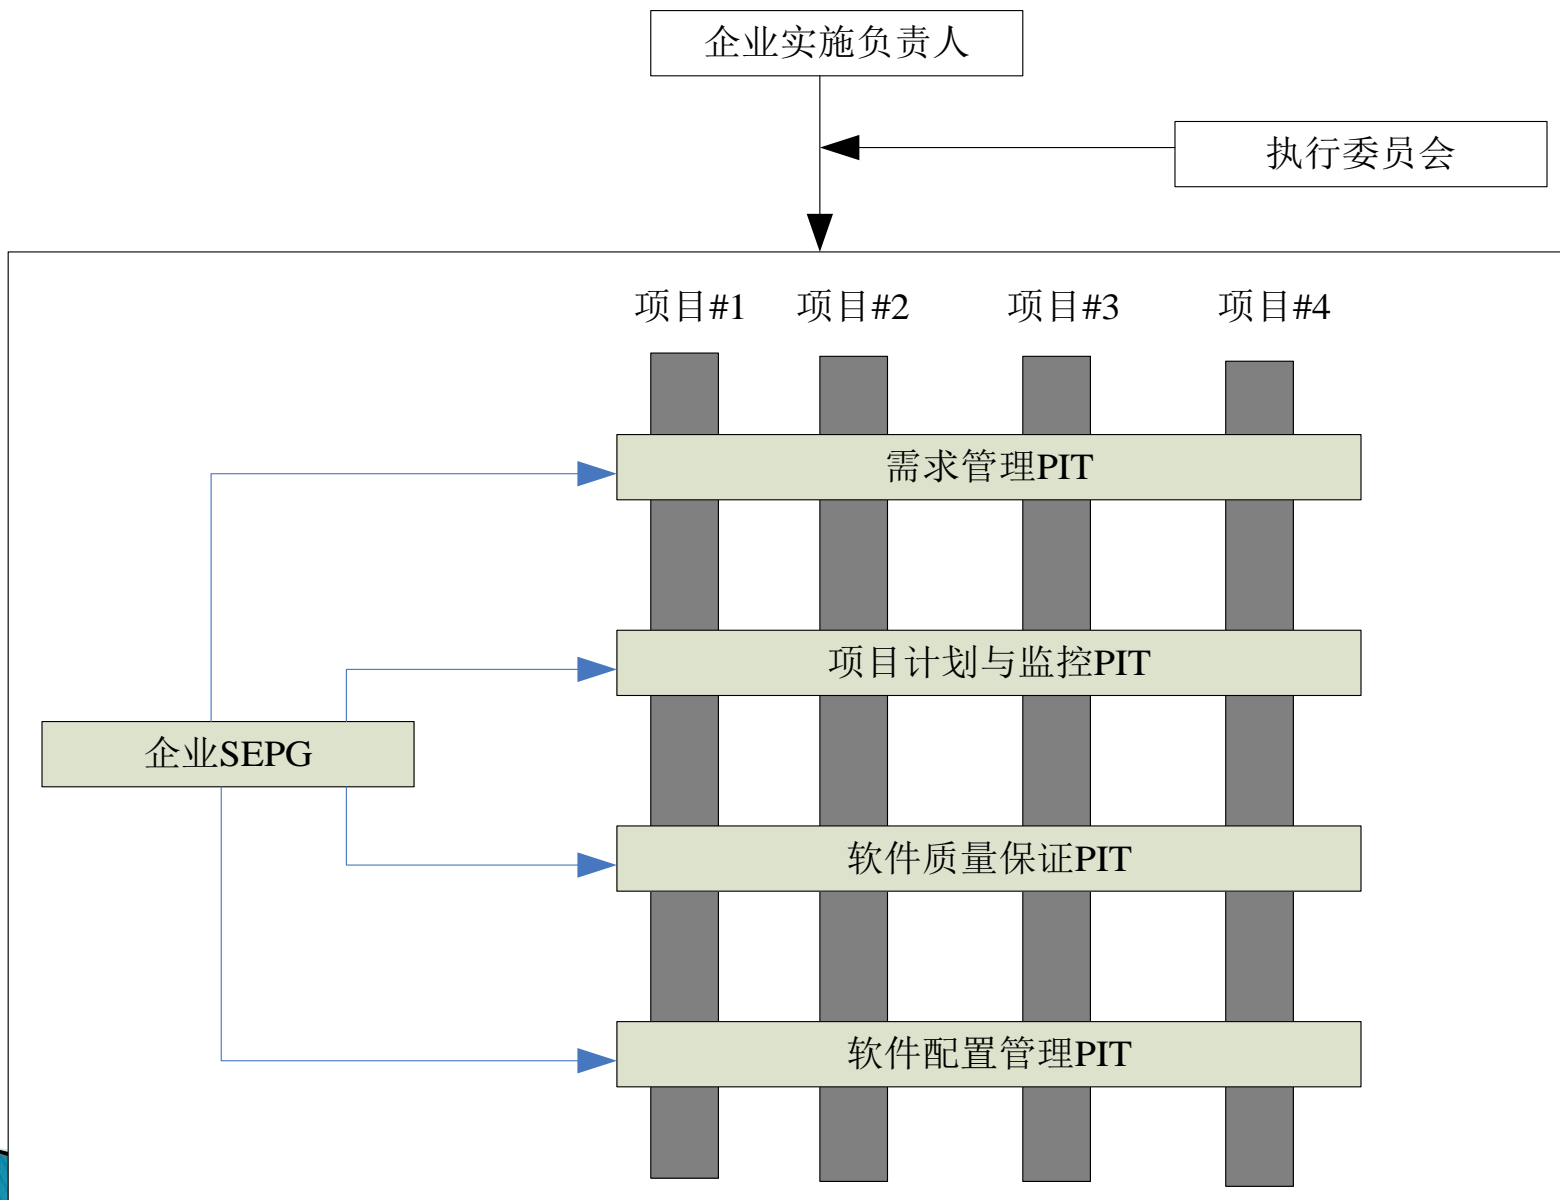 企业实施负责人
执行委员会
项目#1 项目#2 项目#3 项目#4
需求管理PIT
项目计划与监控PIT
企业SEPG
软件质量保证PIT
软件配置管理PIT